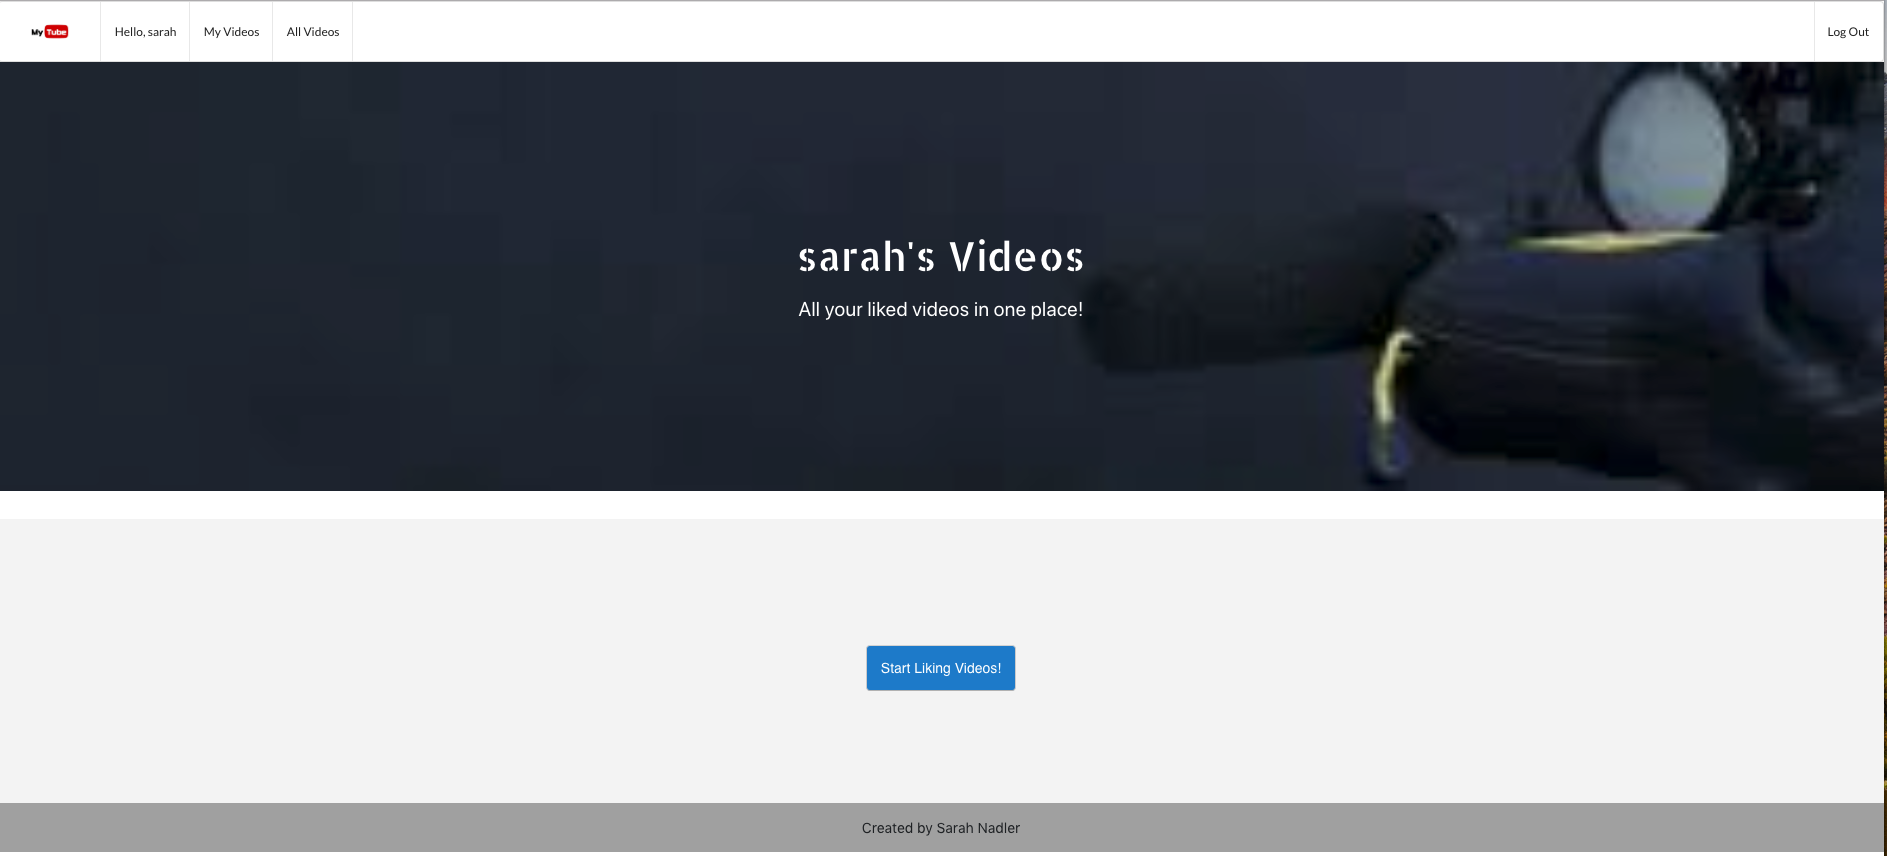 My Tube
Hello, sarah
My Videos
All Videos
Log Out
sarah's Videos
All your liked videos in one place!
Start Liking Videos!
Created by Sarah Nadler